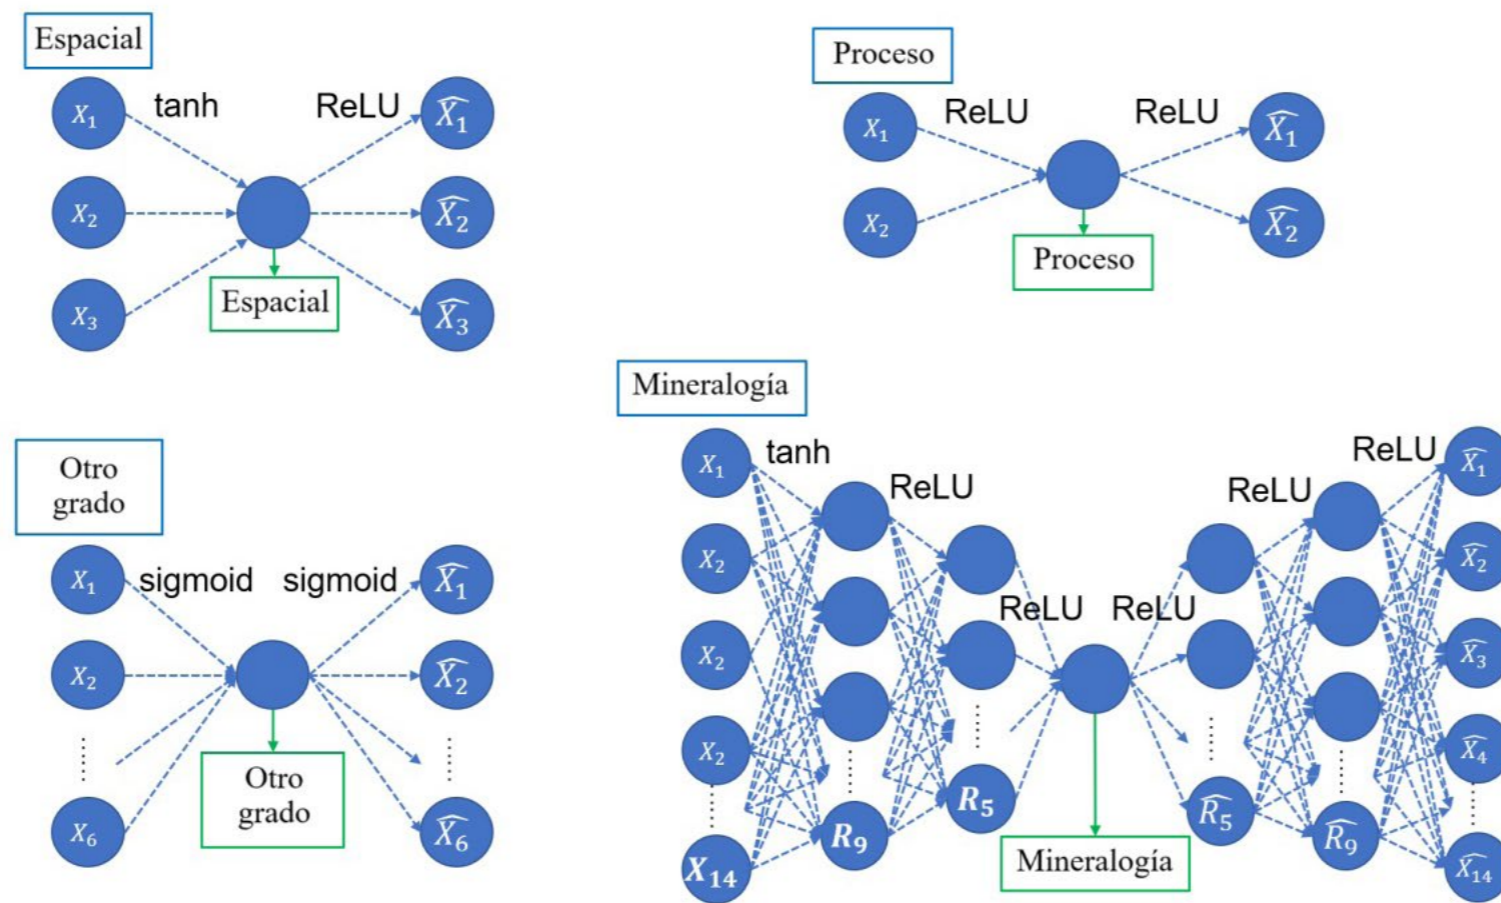 Espacial
X₁
tanh
ReLU
X̂₁
X₂
X̂₂
X₃
X̂₃
Espacial
Proceso
X₁
ReLU
ReLU
X̂₁
X₂
X̂₂
Proceso
Otro
grado
X₁
sigmoid
sigmoid
X̂₁
X₂
X̂₂
X₆
X̂₆
Otro
grado
Mineralogía
X₁
tanh
ReLU
ReLU
ReLU
X̂₁
X₂
X̂₂
X₂
ReLU
ReLU
X̂₃
X₂
X̂₄
R₉
R₅
R̂₅
R̂₉
X₁₄
X̂₁₄
Mineralogía